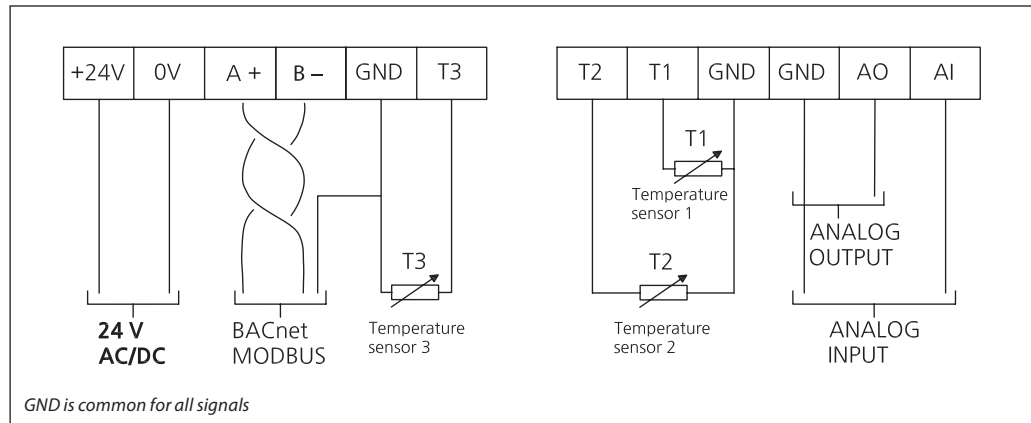 +24V 0V A + B – GND T3
T2 T1 GND GND AO AI
T1
Temperature
sensor 1
ANALOG
OUTPUT
T3
T2
24 V
AC/DC
BACnet
MODBUS
Temperature
sensor 3
Temperature
sensor 2
ANALOG
INPUT
GND is common for all signals